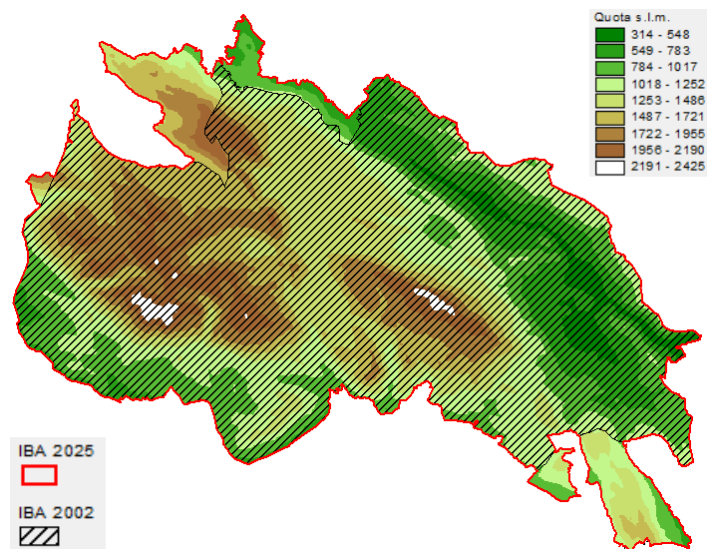 Quota s.l.m.
314 - 548
549 - 783
784 - 1017
1018 - 1252
1253 - 1486
1487 - 1721
1722 - 1955
1956 - 2190
2191 - 2425
IBA 2025
IBA 2002